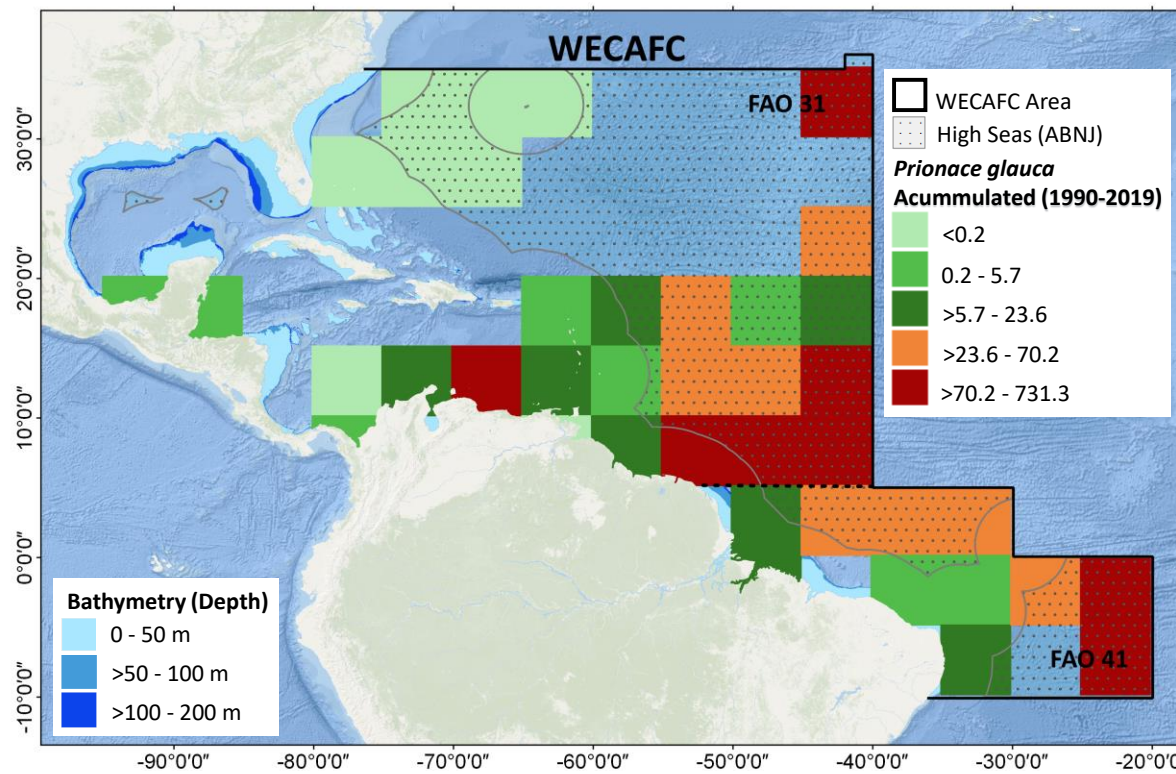 WECAFC
FAO 31
WECAFC Area
High Seas (ABNJ)
Prionace glauca
Acummulated (1990-2019)
<0.2
0.2 - 5.7
>5.7 - 23.6
>23.6 - 70.2
>70.2 - 731.3
30°0'0"
20°0'0"
10°0'0"
0°0'0"
-10°0'0"
Bathymetry (Depth)
0 - 50 m
>50 - 100 m
>100 - 200 m
FAO 41
-90°0'0" -80°0'0" -70°0'0" -60°0'0" -50°0'0" -40°0'0" -30°0'0" -20°0'0"